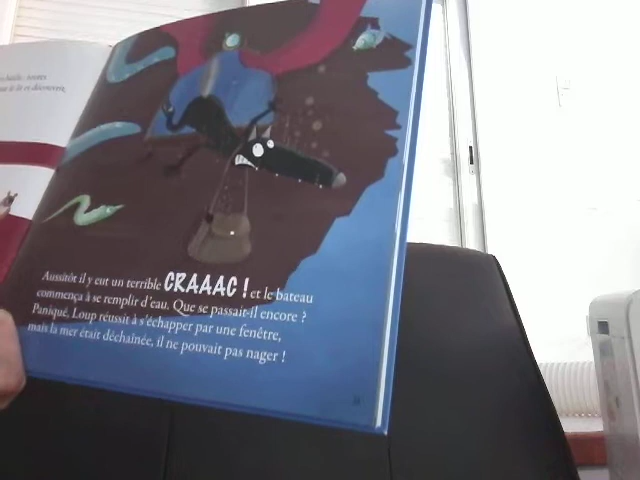 Aussitôt il y eut un terrible CRAAAC ! et le bateau
commença à se remplir d'eau. Que se passait-il encore ?
Paniqué, Loup réussit à s'échapper par une fenêtre,
mais la mer était déchaînée, il ne pouvait pas nager !